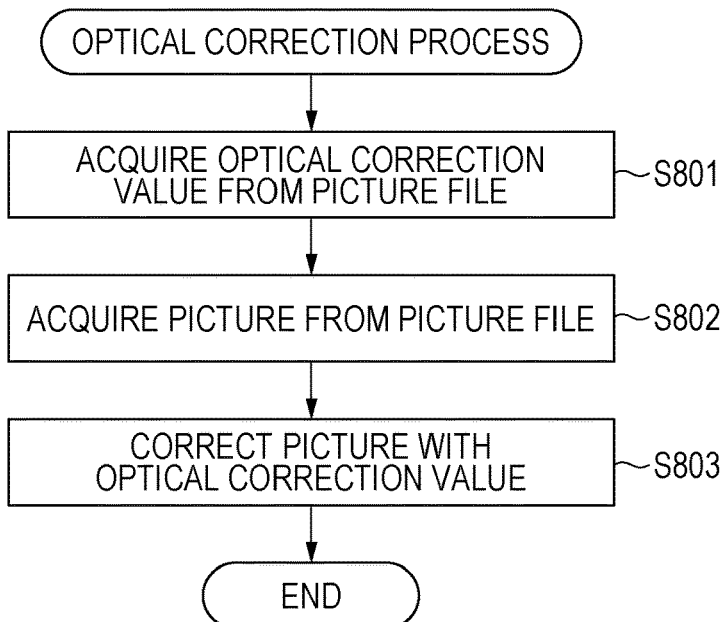 OPTICAL CORRECTION PROCESS
ACQUIRE OPTICAL CORRECTION
VALUE FROM PICTURE FILE
S801
ACQUIRE PICTURE FROM PICTURE FILE
S802
CORRECT PICTURE WITH
OPTICAL CORRECTION VALUE
S803
END